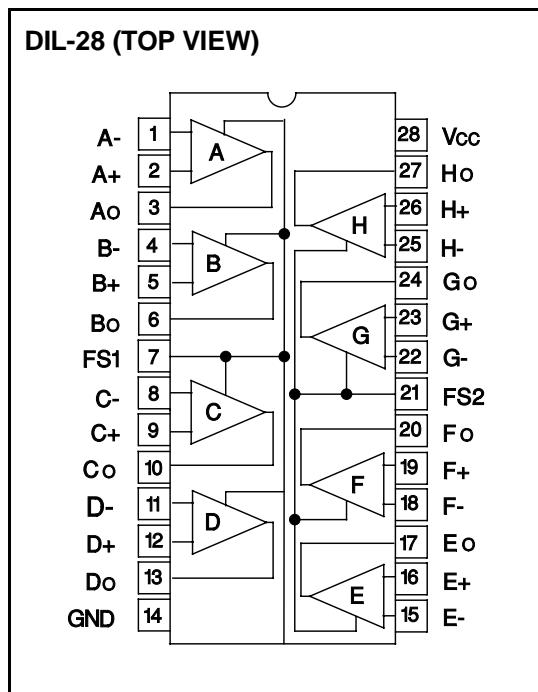 DIL-28 (TOP VIEW)
A- 1
A+ 2
Ao 3
B- 4
B+ 5
Bo 6
FS1 7
C- 8
C+ 9
Co 10
D- 11
D+ 12
Do 13
GND 14
A
B
C
D
H
G
F
E
28 Vcc
27 Ho
26 H+
25 H-
24 Go
23 G+
22 G-
21 FS2
20 Fo
19 F+
18 F-
17 Eo
16 E+
15 E-